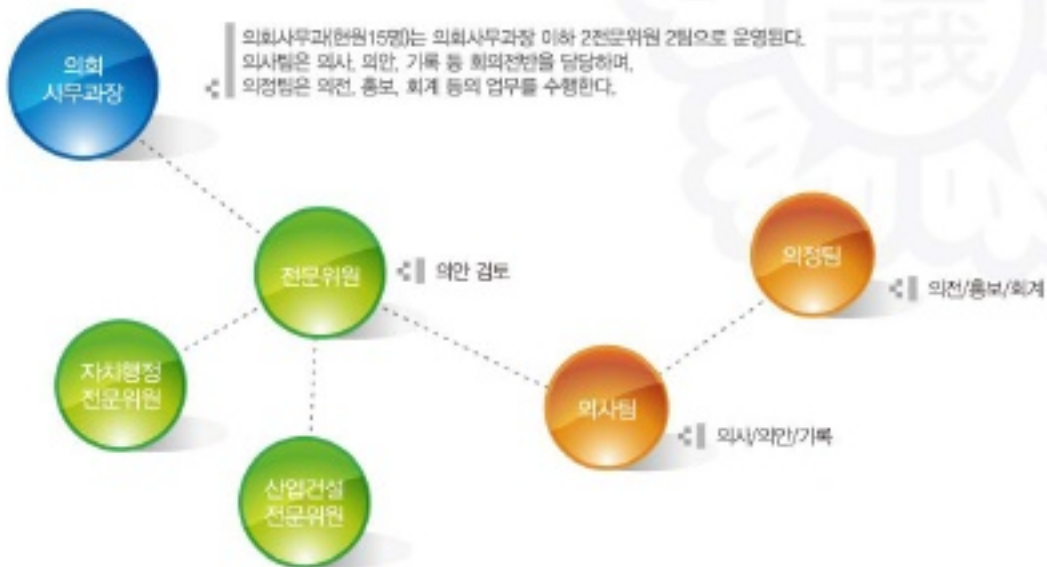 의회
사무과장
의회사무과(현원15명)는 의회사무과장 이하 2전문위원 2팀으로 운영된다.
의사팀은 의사, 의안, 기록 등 회의전반을 담당하며,
의정팀은 의전, 홍보, 회계 등의 업무를 수행한다.
議
전문위원
의안 검토
의정팀
의전/홍보/회계
자치행정
전문위원
의사팀
의사/약안/기록
산업건설
전문위원